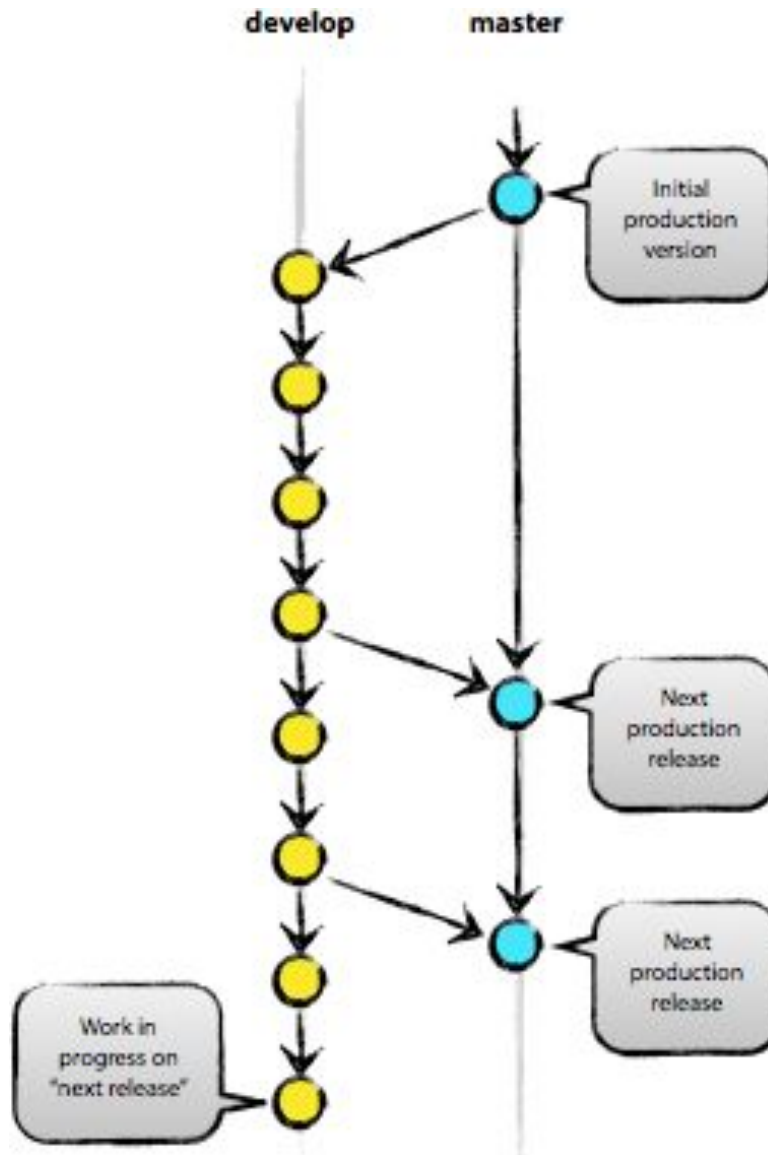 develop
master
Initial
production
version
Next
production
release
Next
production
release
Work in
progress on
"next release"